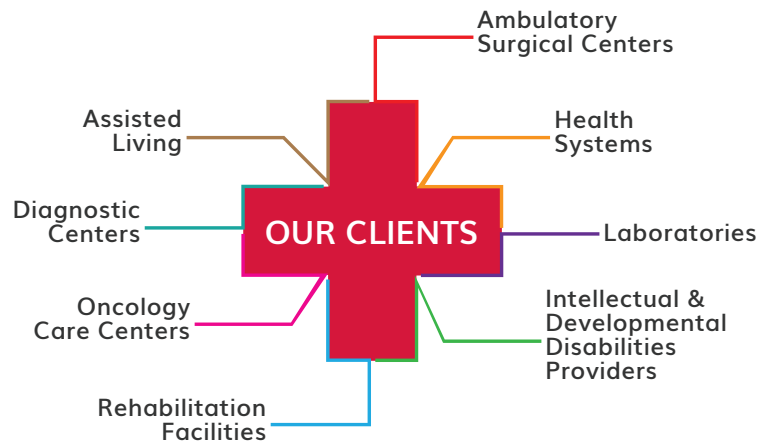 Ambulatory
Surgical Centers
Assisted
Living
Health
Systems
Diagnostic
Centers
OUR CLIENTS
Laboratories
Oncology
Care Centers
Intellectual &
Developmental
Disabilities
Providers
Rehabilitation
Facilities